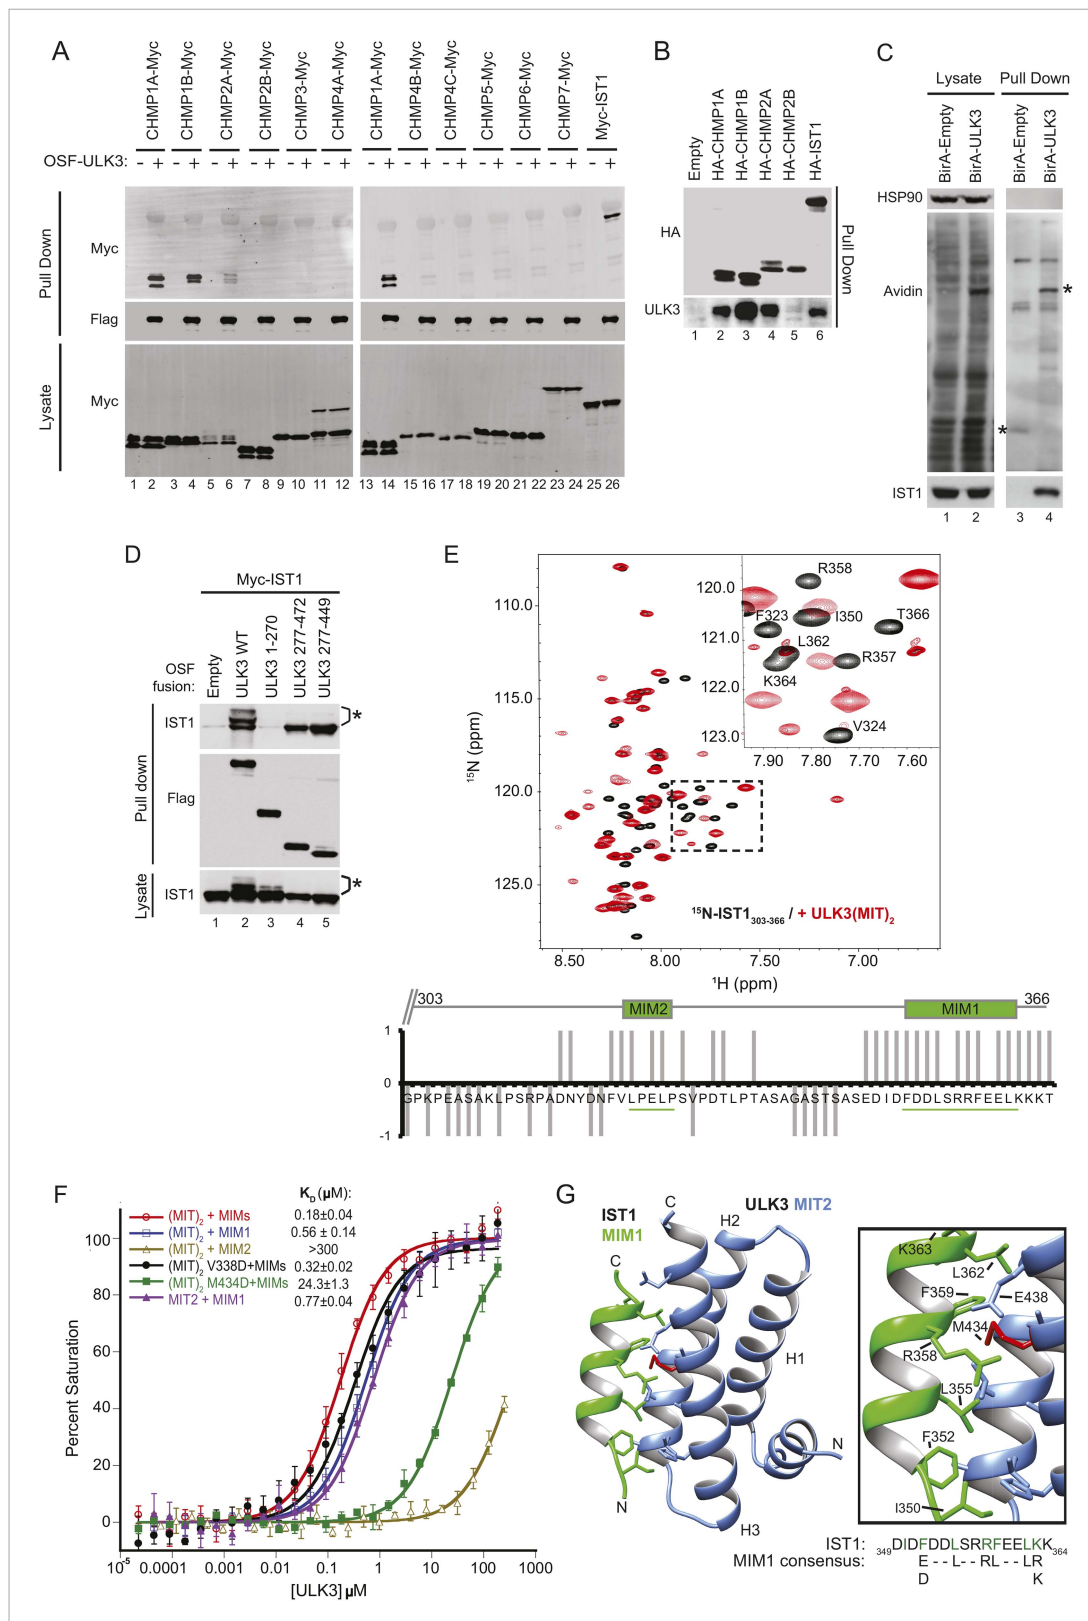 A
CHMP1A-Myc
CHMP1B-Myc
CHMP2A-Myc
CHMP2B-Myc
CHMP3-Myc
CHMP4A-Myc
CHMP1A-Myc
CHMP4B-Myc
CHMP4C-Myc
CHMP5-Myc
CHMP6-Myc
CHMP7-Myc
Myc-IST1
OSF-ULK3: - + - + - + - + - + - + - + - + - + - + - + - + - +
Pull Down
Myc
Flag
Lysate
Myc
1 2 3 4 5 6 7 8 9 10 11 12 13 14 15 16 17 18 19 20 21 22 23 24 25 26
B
Empty
HA-CHMP1A
HA-CHMP1B
HA-CHMP2A
HA-CHMP2B
HA-IST1
HA
ULK3
Pull Down
1 2 3 4 5 6
C
Lysate Pull Down
BirA-Empty
BirA-ULK3
BirA-Empty
BirA-ULK3
HSP90
Avidin
*
*
IST1
1 2 3 4
D
Myc-IST1
OSF fusion:
Empty
ULK3 WT
ULK3 1-270
ULK3 277-472
ULK3 277-449
Pull down
IST1
*
Flag
Lysate
IST1
*
1 2 3 4 5
E
110.0
115.0
120.0
125.0
15N (ppm)
8.50 8.00 7.50 7.00
1H (ppm)
15N-IST1303-366 / + ULK3(MIT)2
120.0
121.0
122.0
123.0
7.90 7.80 7.70 7.60
R358
F323
I350
T366
L362
R357
K364
V324
303 MIM2 MIM1 366
1
0
-1
GPKPEASAKLPSRPADNYDNFVLPELPSVPDTLPTASAGASTSASEDIDFDDLSRRFEELKKKT
F
KD (µM):
(MIT)2 + MIMs 0.18±0.04
(MIT)2 + MIM1 0.56 ± 0.14
(MIT)2 + MIM2 >300
(MIT)2 V338D+MIMs 0.32±0.02
(MIT)2 M434D+MIMs 24.3±1.3
MIT2 + MIM1 0.77±0.04
Percent Saturation
100
80
60
40
20
0
10-5 0.0001 0.001 0.01 0.1 1 10 100 1000
[ULK3] µM
G
IST1
MIM1
ULK3 MIT2
C
C
H2
H1
H3
N
N
K363
L362
F359
E438
M434
R358
L355
F352
I350
IST1: 349DIDFDDLSRRFEELKK364
MIM1 consensus: E--L--RL--LR
D K